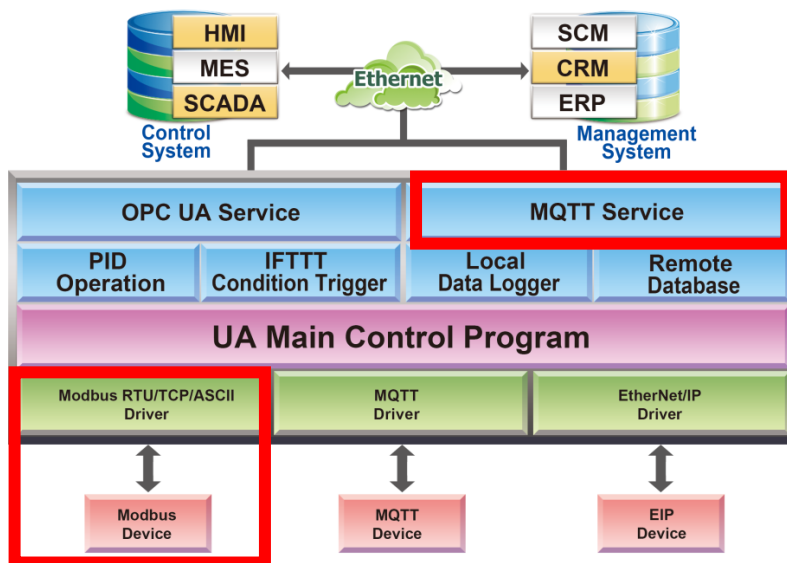 HMI
MES
SCADA
Control
System
Ethernet
SCM
CRM
ERP
Management
System
OPC UA Service
MQTT Service
PID
Operation
IFTTT
Condition Trigger
Local
Data Logger
Remote
Database
UA Main Control Program
Modbus RTU/TCP/ASCII
Driver
MQTT
Driver
EtherNet/IP
Driver
Modbus
Device
MQTT
Device
EIP
Device